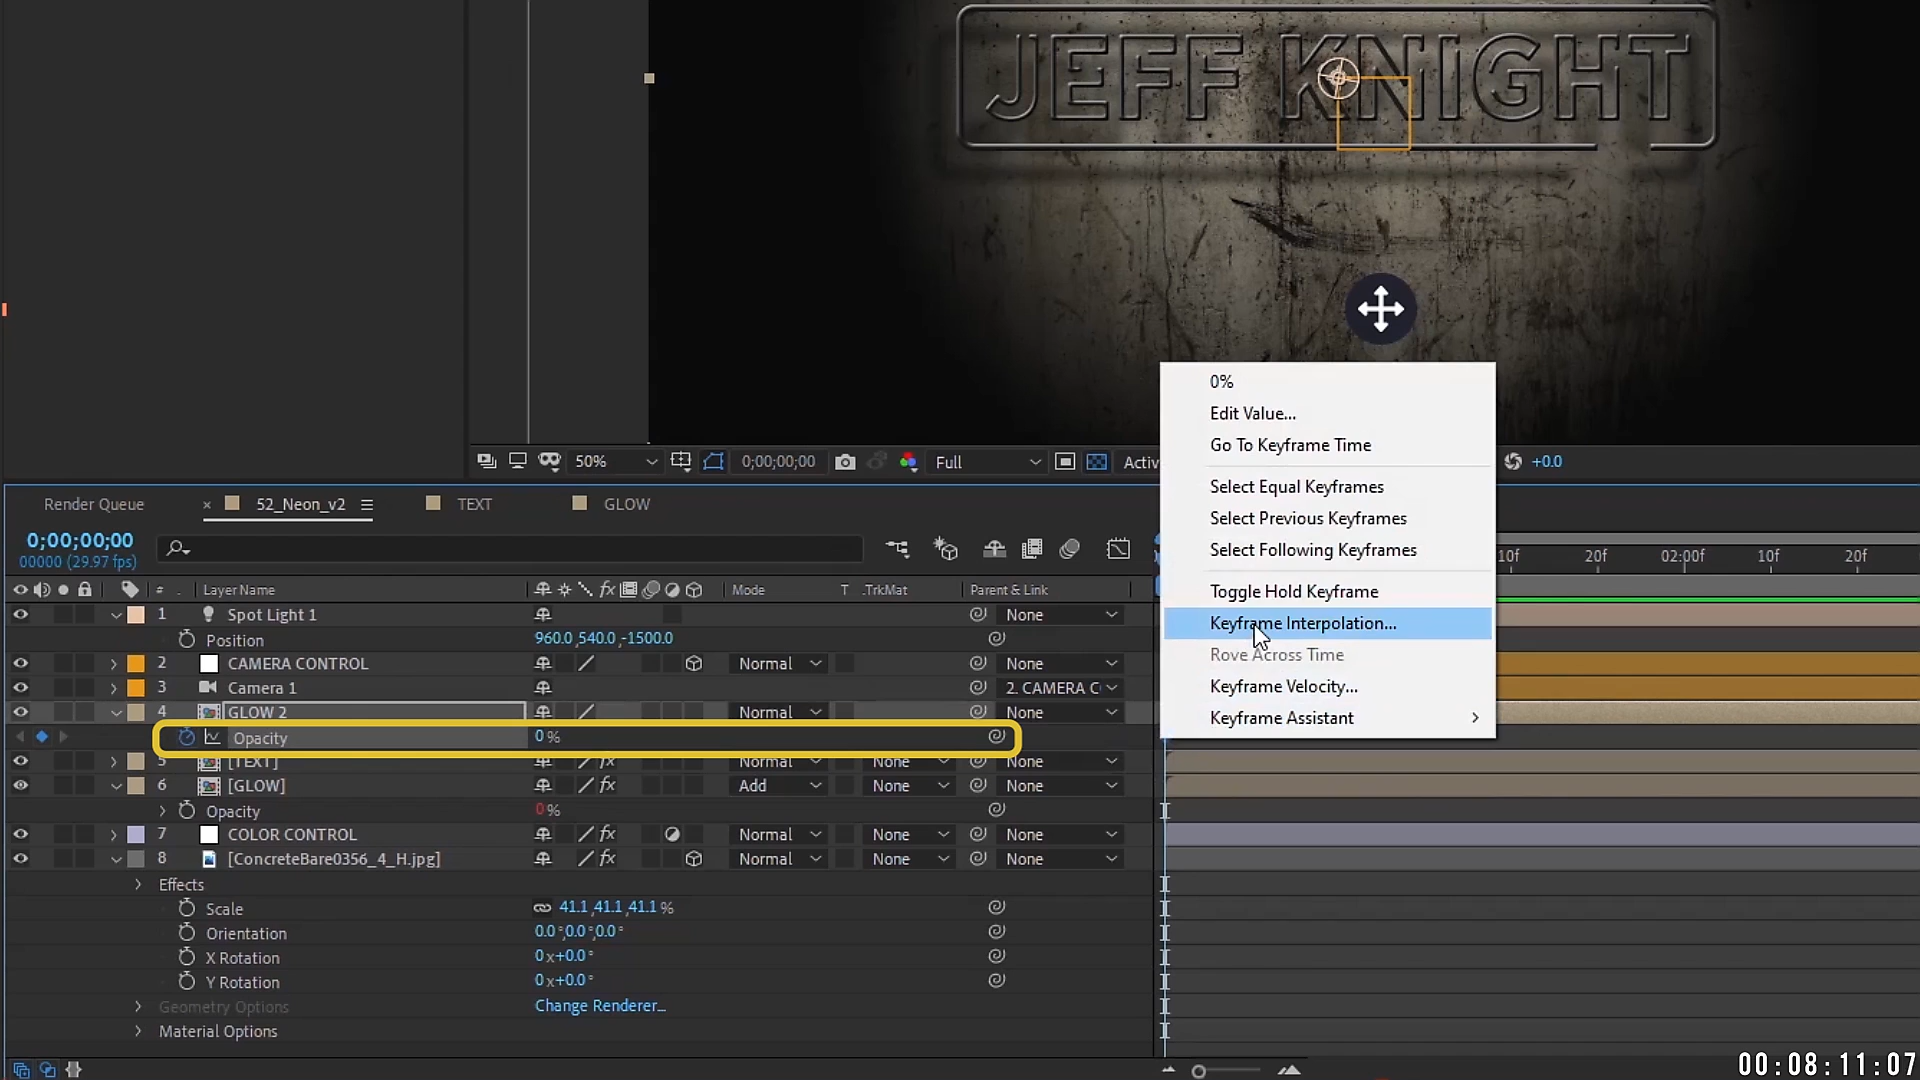 JEFF KNIGHT
0%
Edit Value...
Go To Keyframe Time
Select Equal Keyframes
Select Previous Keyframes
Select Following Keyframes
Toggle Hold Keyframe
Keyframe Interpolation...
Rove Across Time
Keyframe Velocity...
Keyframe Assistant
50% 0;00;00;00 Full Activ +0.0
Render Queue × 52_Neon_v2 TEXT GLOW
0;00;00;00
00000 (29.97 fps)
10f 20f 02:00f 10f 20f
# . Layer Name fx Mode T .TrkMat Parent & Link
1 Spot Light 1 None
Position 960.0,540.0,-1500.0
2 CAMERA CONTROL Normal None
3 Camera 1 2. CAMERA C
4 GLOW 2 Normal None
Opacity 0%
5 [TEXT] fx Normal None None
6 [GLOW] fx Add None None
Opacity 0%
7 COLOR CONTROL fx Normal None None
8 [ConcreteBare0356_4_H.jpg] fx Normal None None
Effects
Scale 41.1,41.1,41.1%
Orientation 0.0°,0.0°,0.0°
X Rotation 0x+0.0°
Y Rotation 0x+0.0°
Geometry Options Change Renderer...
Material Options
00:08:11:07